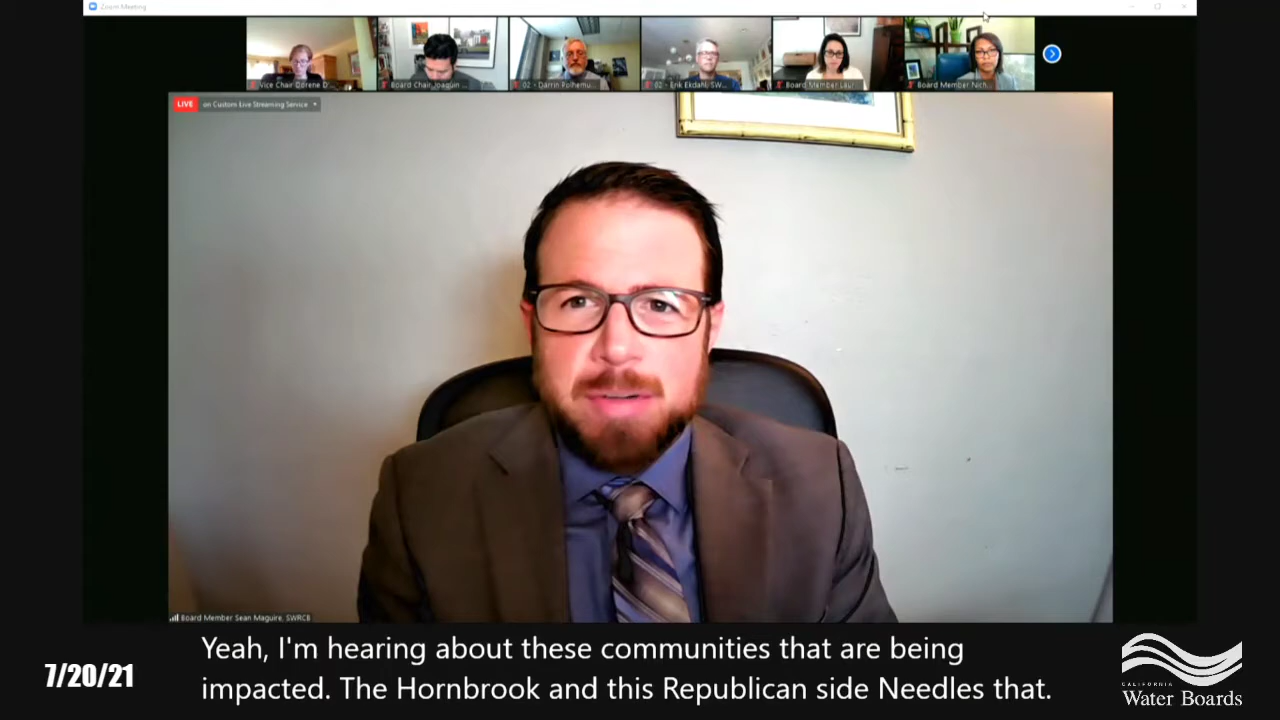 Zoom Meeting
Vice Chair Dorene D'...
Board Chair Joaquin ...
02 - Darrin Polhemu...
02 - Erik Ekdahl SW...
Board Member Laur
Board Member Nich...
LIVE on Custom Live Streaming Service
Board Member Sean Maguire, SWRCB
Yeah, I'm hearing about these communities that are being
impacted. The Hornbrook and this Republican side Needles that.
7/20/21
CALIFORNIA
Water Boards